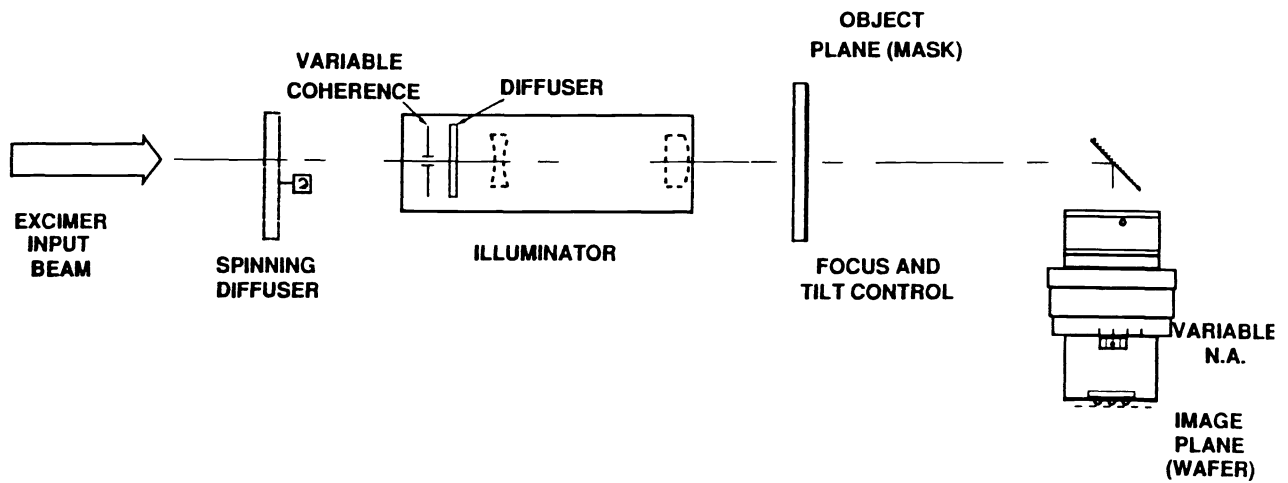 OBJECT
PLANE (MASK)
VARIABLE
COHERENCE
DIFFUSER
EXCIMER
INPUT
BEAM
SPINNING
DIFFUSER
ILLUMINATOR
FOCUS AND
TILT CONTROL
VARIABLE
N.A.
IMAGE
PLANE
(WAFER)